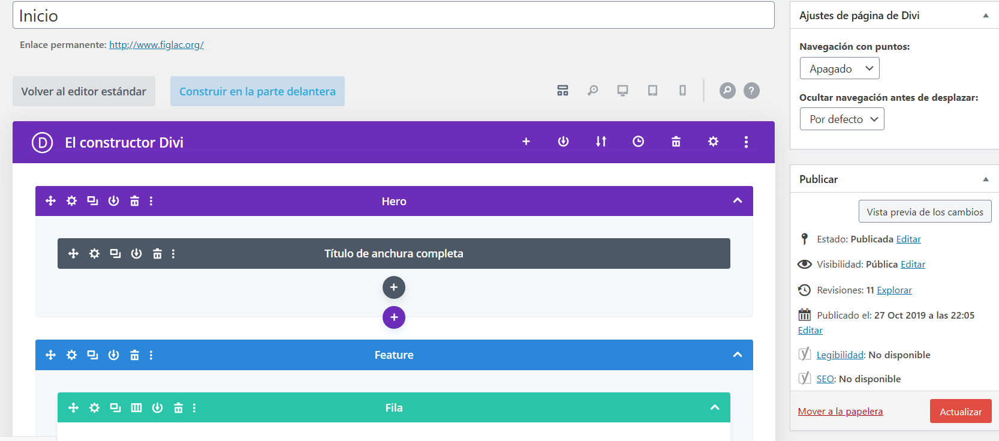 Inicio
Enlace permanente: http://www.figlac.org/
Volver al editor estándar
Construir en la parte delantera
?
D El constructor Divi
Hero
Título de anchura completa
Feature
Fila
Ajustes de página de Divi
Navegación con puntos:
Apagado
Ocultar navegación antes de desplazar:
Por defecto
Publicar
Vista previa de los cambios
Estado: Publicada Editar
Visibilidad: Pública Editar
Revisiones: 11 Explorar
Publicado el: 27 Oct 2019 a las 22:05
Editar
Legibilidad: No disponible
SEO: No disponible
Mover a la papelera
Actualizar